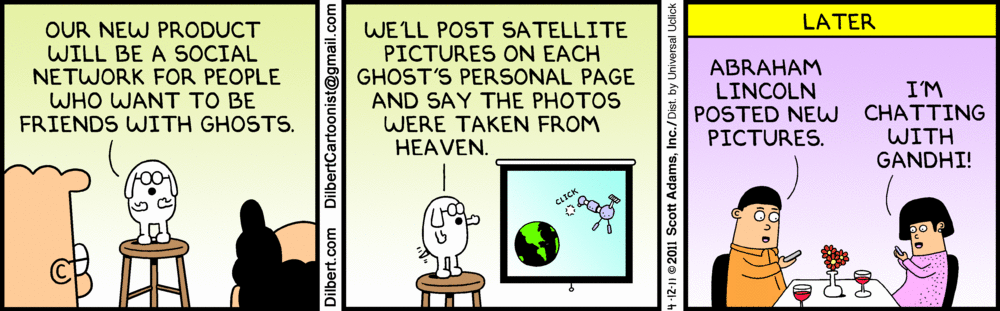 OUR NEW PRODUCT
WILL BE A SOCIAL
NETWORK FOR PEOPLE
WHO WANT TO BE
FRIENDS WITH GHOSTS.
Dilbert.com DilbertCartoonist@gmail.com
WE'LL POST SATELLITE
PICTURES ON EACH
GHOST'S PERSONAL PAGE
AND SAY THE PHOTOS
WERE TAKEN FROM
HEAVEN.
CLICK
4-12-11 © 2011 Scott Adams, Inc./Dist. by Universal Uclick
LATER
ABRAHAM
LINCOLN
POSTED NEW
PICTURES.
I'M
CHATTING
WITH
GANDHI!